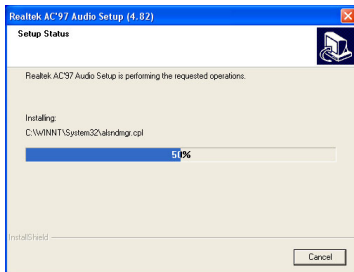 Realtek AC'97 Audio Setup (4.82)
Setup Status
Realtek AC'97 Audio Setup is performing the requested operations.
Installing:
C:\WINNT\System32\alsndmgr.cpl
50%
InstallShield
Cancel